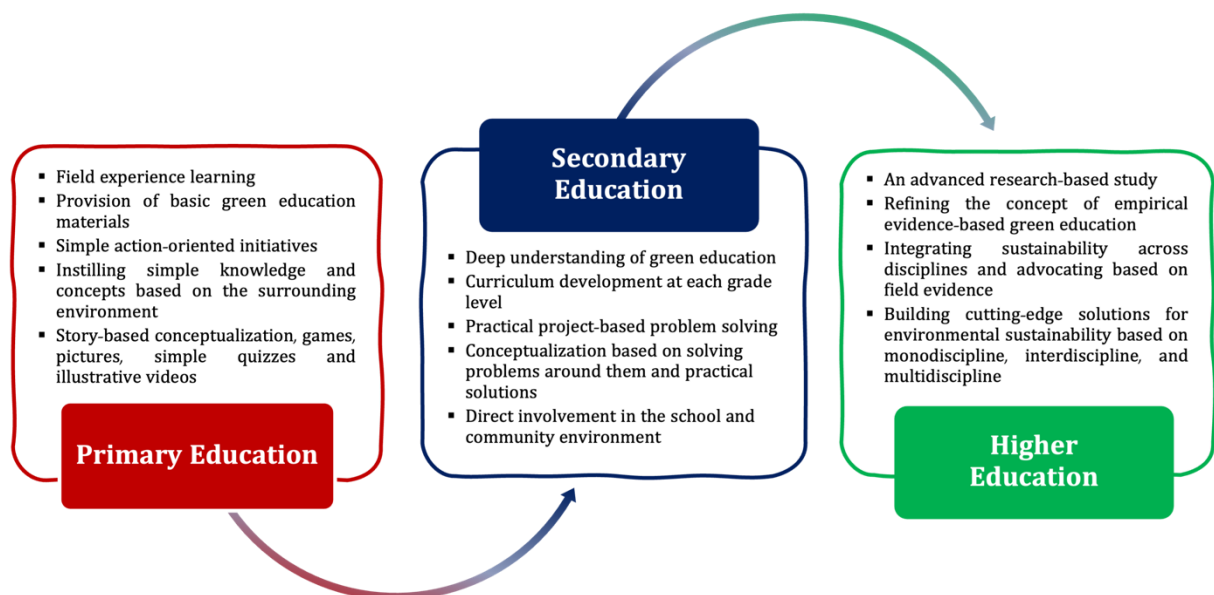 ▪ Field experience learning
▪ Provision of basic green education
materials
▪ Simple action-oriented initiatives
▪ Instilling simple knowledge and
concepts based on the surrounding
environment
▪ Story-based conceptualization, games,
pictures, simple quizzes and
illustrative videos
Primary Education
Secondary
Education
▪ Deep understanding of green education
▪ Curriculum development at each grade
level
▪ Practical project-based problem solving
▪ Conceptualization based on solving
problems around them and practical
solutions
▪ Direct involvement in the school and
community environment
▪ An advanced research-based study
▪ Refining the concept of empirical
evidence-based green education
▪ Integrating sustainability across
disciplines and advocating based on
field evidence
▪ Building cutting-edge solutions for
environmental sustainability based on
monodiscipline, interdiscipline, and
multidiscipline
Higher
Education